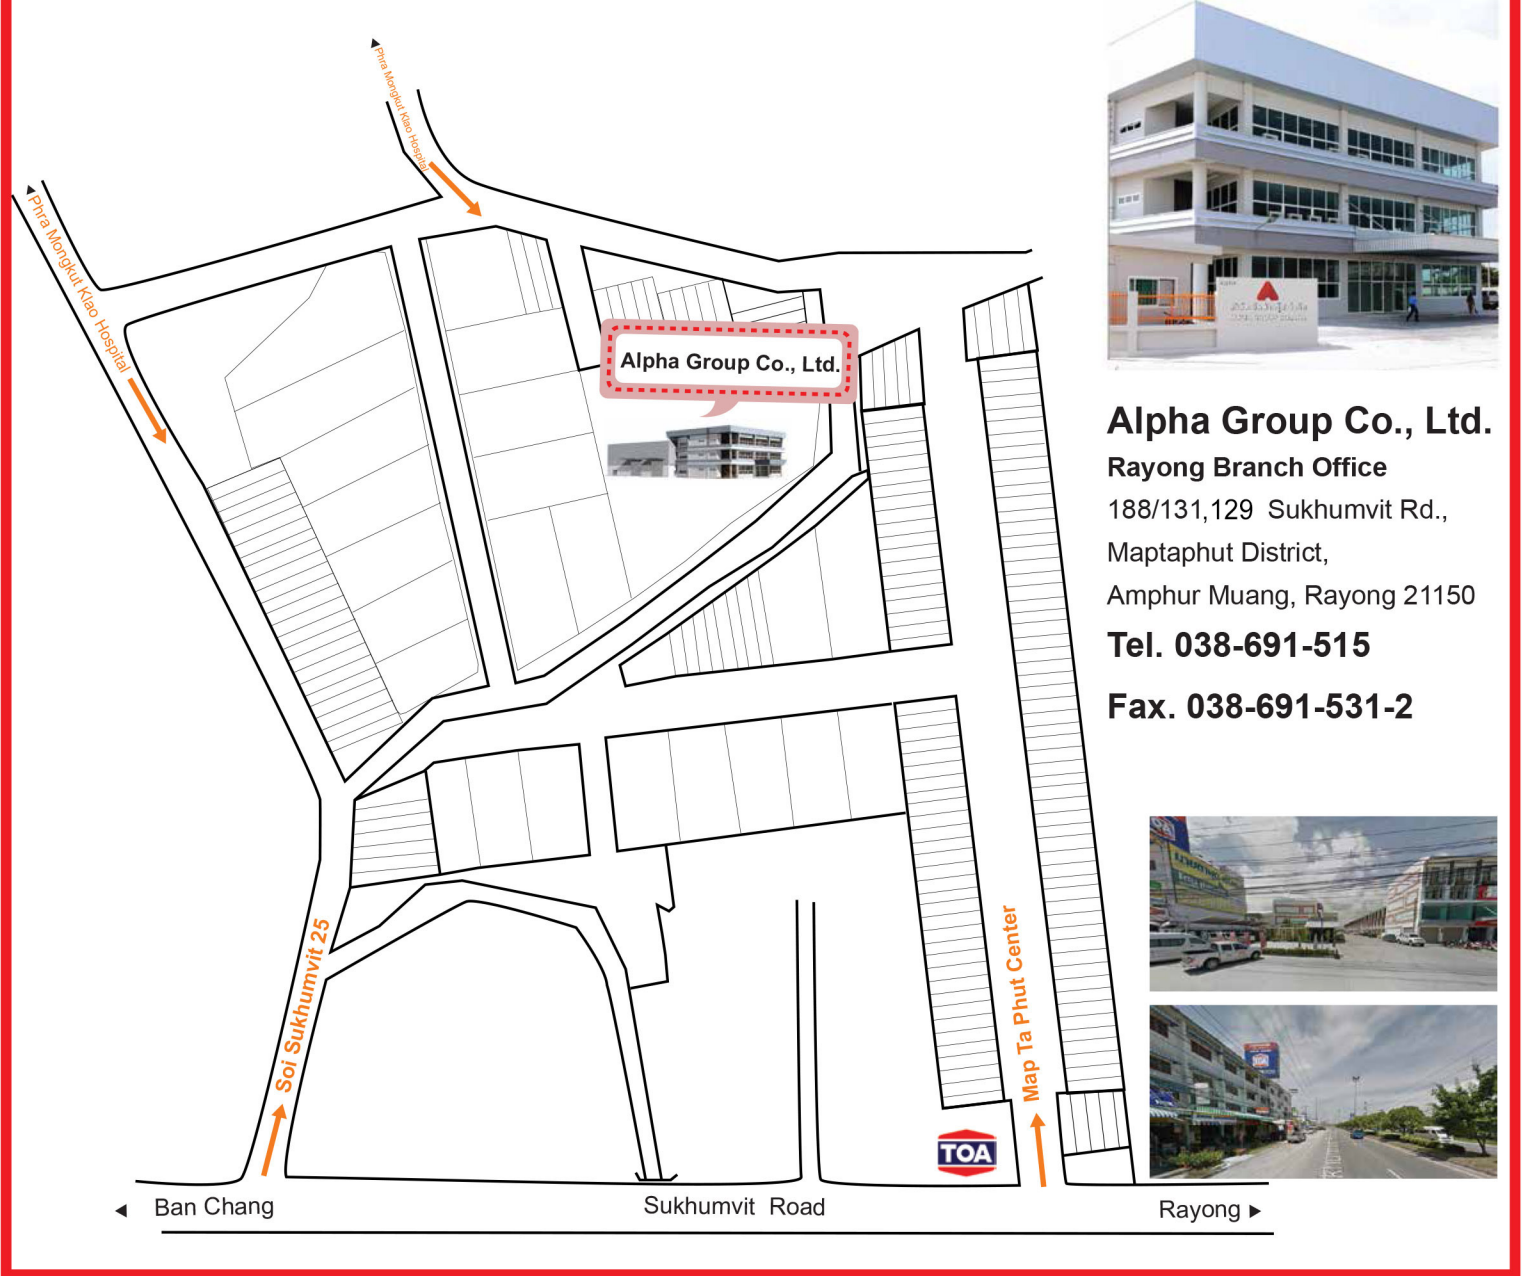 Phra Mongkut Klao Hospital
Phra Mongkut Klao Hospital
Alpha Group Co., Ltd.
Alpha Group Co., Ltd.
Rayong Branch Office
188/131,129 Sukhumvit Rd.,
Maptaphut District,
Amphur Muang, Rayong 21150
Tel. 038-691-515
Fax. 038-691-531-2
Soi Sukhumvit 25
Map Ta Phut Center
TOA
Ban Chang
Sukhumvit Road
Rayong